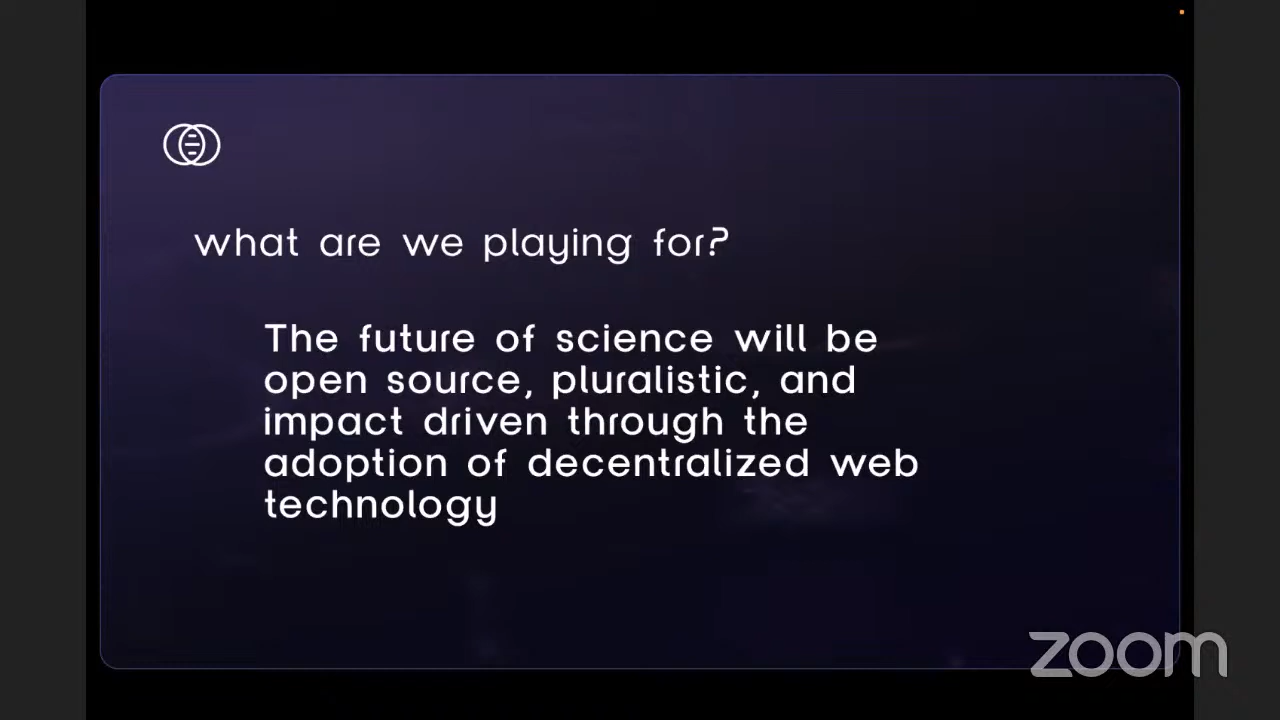 what are we playing for?
The future of science will be
open source, pluralistic, and
impact driven through the
adoption of decentralized web
technology
zoom